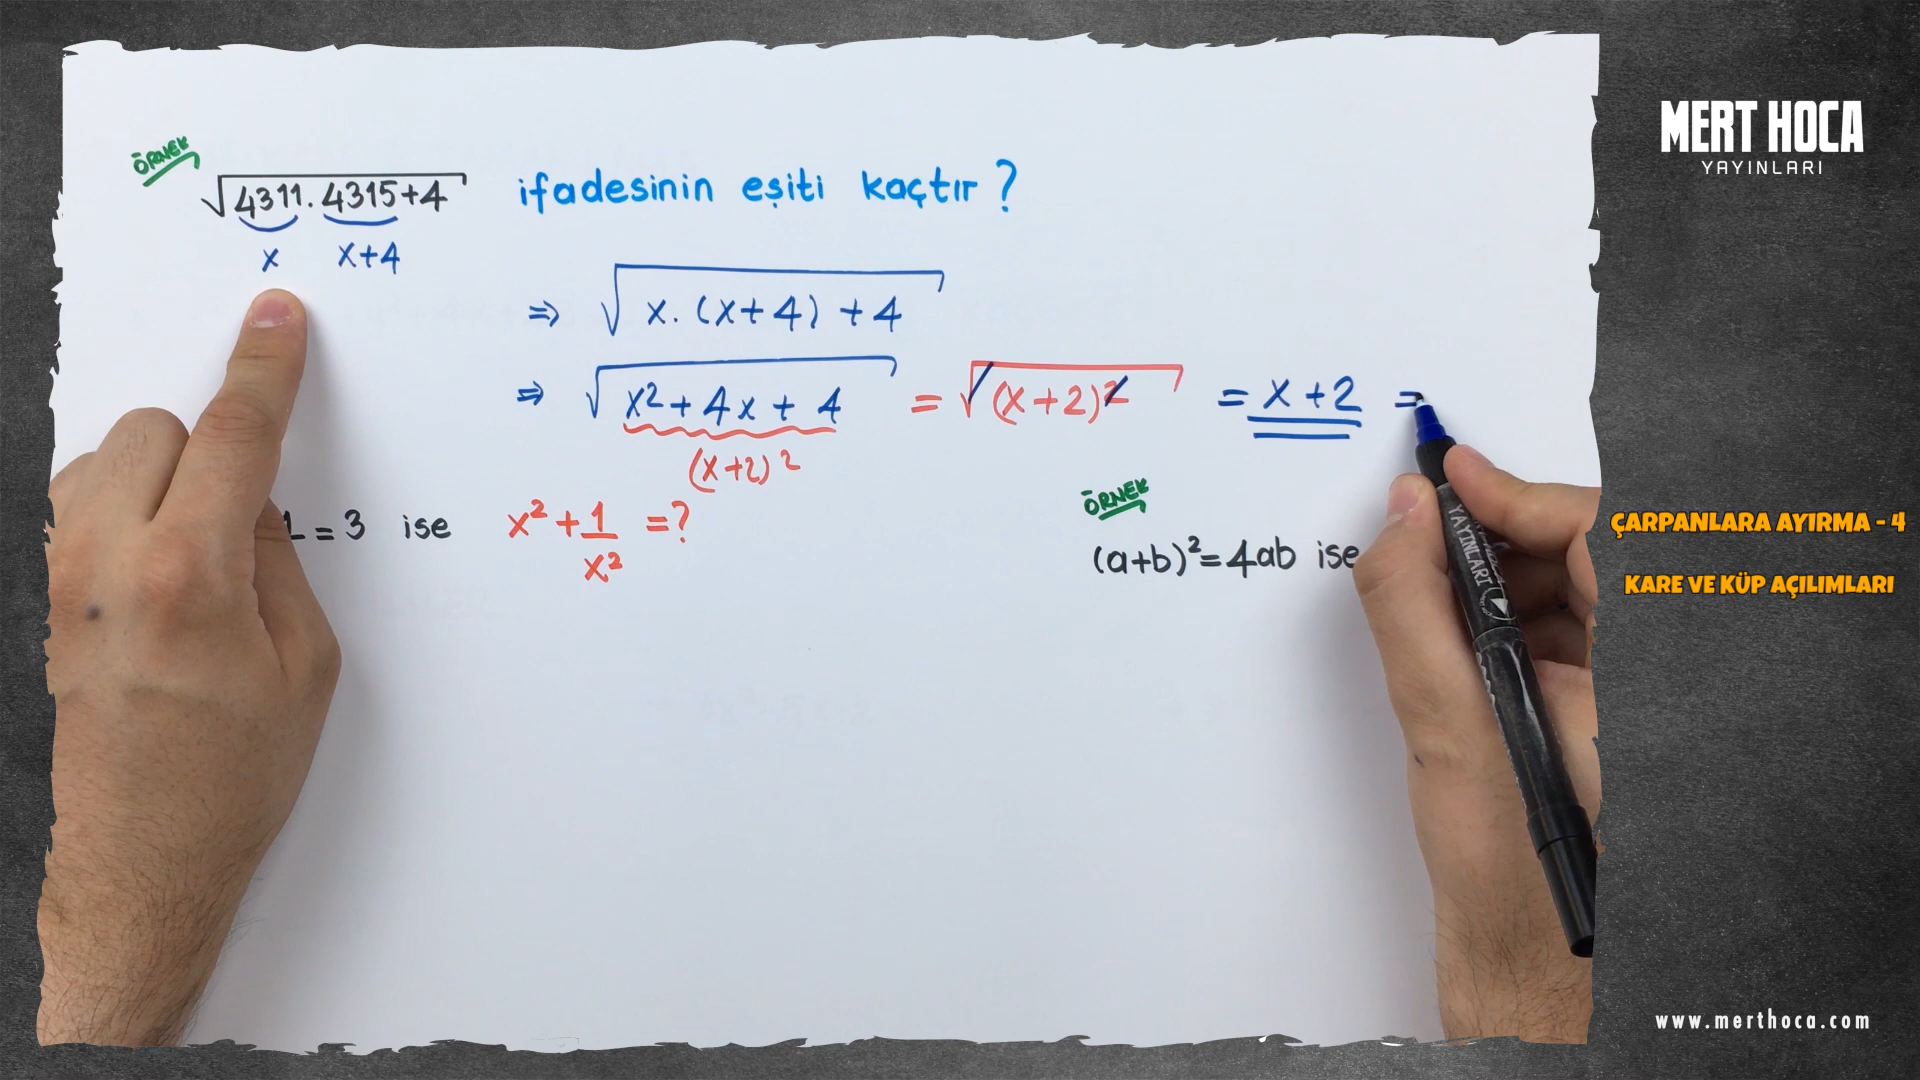 ÖRNEK
√4311.4315+4 ifadesinin eşiti kaçtır ?
x x+4
⇒ √x.(x+4)+4
⇒ √x²+4x+4 = √(x+2)² = x+2 =
(x+2)²
1=3 ise x²+1/x² =?
ÖRNEK
(a+b)²=4ab ise
MERT HOCA
YAYINLARI
ÇARPANLARA AYIRMA - 4
KARE VE KÜP AÇILIMLARI
www.merthoca.com
YAYINLARI